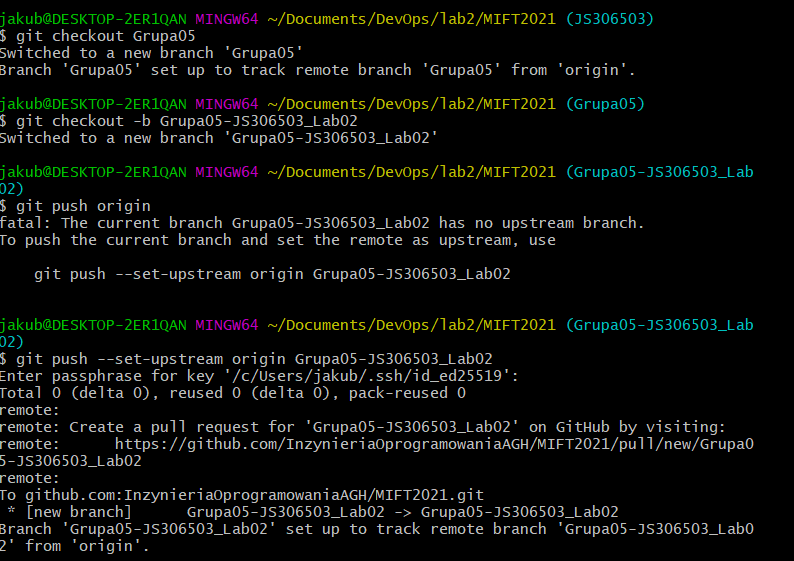 jakub@DESKTOP-2ER1QAN MINGW64 ~/Documents/DevOps/lab2/MIFT2021 (JS306503)
$ git checkout Grupa05
Switched to a new branch 'Grupa05'
Branch 'Grupa05' set up to track remote branch 'Grupa05' from 'origin'.
jakub@DESKTOP-2ER1QAN MINGW64 ~/Documents/DevOps/lab2/MIFT2021 (Grupa05)
$ git checkout -b Grupa05-JS306503_Lab02
Switched to a new branch 'Grupa05-JS306503_Lab02'
jakub@DESKTOP-2ER1QAN MINGW64 ~/Documents/DevOps/lab2/MIFT2021 (Grupa05-JS306503_Lab
02)
$ git push origin
fatal: The current branch Grupa05-JS306503_Lab02 has no upstream branch.
To push the current branch and set the remote as upstream, use
git push --set-upstream origin Grupa05-JS306503_Lab02
jakub@DESKTOP-2ER1QAN MINGW64 ~/Documents/DevOps/lab2/MIFT2021 (Grupa05-JS306503_Lab
02)
$ git push --set-upstream origin Grupa05-JS306503_Lab02
Enter passphrase for key '/c/Users/jakub/.ssh/id_ed25519':
Total 0 (delta 0), reused 0 (delta 0), pack-reused 0
remote:
remote: Create a pull request for 'Grupa05-JS306503_Lab02' on GitHub by visiting:
remote:      https://github.com/InzynieriaOprogramowaniaAGH/MIFT2021/pull/new/Grupa0
5-JS306503_Lab02
remote:
To github.com:InzynieriaOprogramowaniaAGH/MIFT2021.git
 * [new branch]      Grupa05-JS306503_Lab02 -> Grupa05-JS306503_Lab02
Branch 'Grupa05-JS306503_Lab02' set up to track remote branch 'Grupa05-JS306503_Lab0
2' from 'origin'.